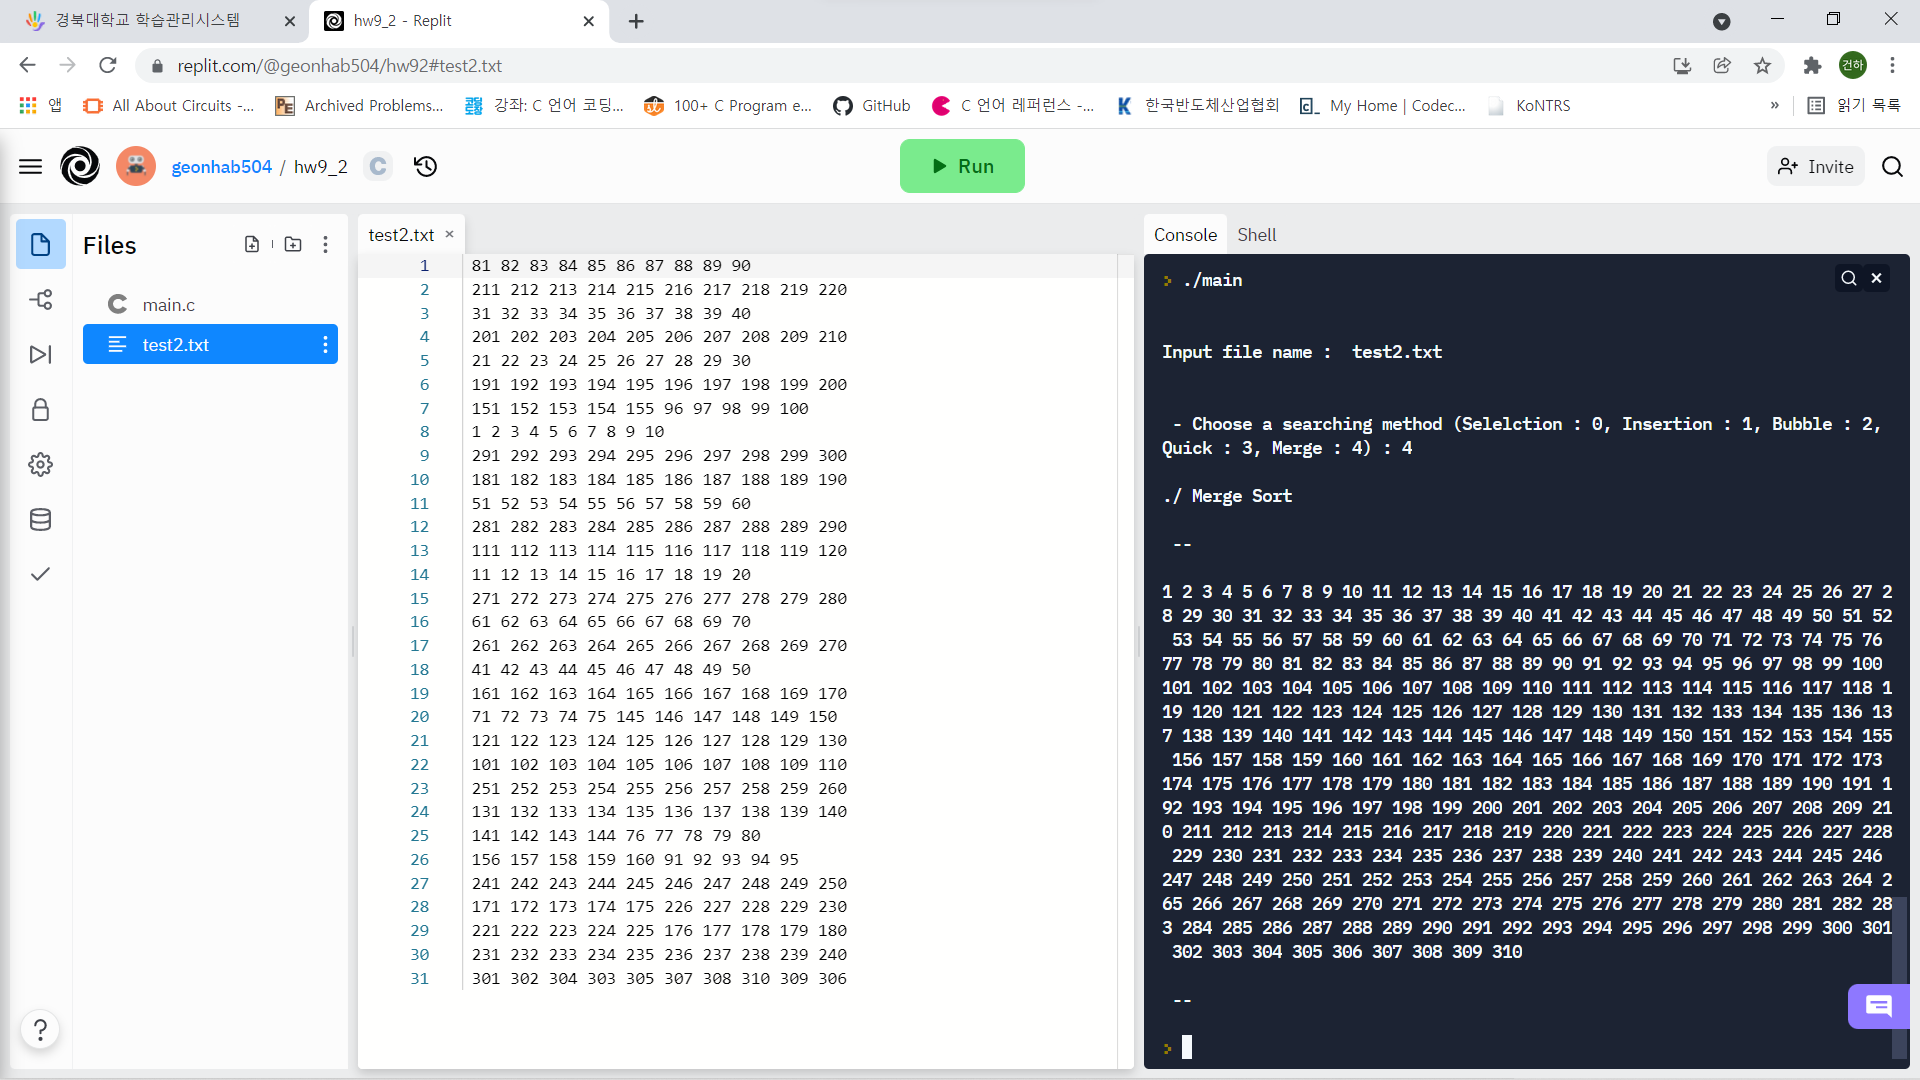 경북대학교 학습관리시스템
hw9_2 - Replit
replit.com/@geonhab504/hw92#test2.txt
건하
앱
All About Circuits -...
Archived Problems...
강좌: C 언어 코딩...
100+ C Program e...
GitHub
C 언어 레퍼런스 -...
한국반도체산업협회
My Home | Codec...
KoNTRS
»
읽기 목록
geonhab504 / hw9_2
C
Run
Invite
Files
main.c
test2.txt
test2.txt
1 81 82 83 84 85 86 87 88 89 90
2 211 212 213 214 215 216 217 218 219 220
3 31 32 33 34 35 36 37 38 39 40
4 201 202 203 204 205 206 207 208 209 210
5 21 22 23 24 25 26 27 28 29 30
6 191 192 193 194 195 196 197 198 199 200
7 151 152 153 154 155 96 97 98 99 100
8 1 2 3 4 5 6 7 8 9 10
9 291 292 293 294 295 296 297 298 299 300
10 181 182 183 184 185 186 187 188 189 190
11 51 52 53 54 55 56 57 58 59 60
12 281 282 283 284 285 286 287 288 289 290
13 111 112 113 114 115 116 117 118 119 120
14 11 12 13 14 15 16 17 18 19 20
15 271 272 273 274 275 276 277 278 279 280
16 61 62 63 64 65 66 67 68 69 70
17 261 262 263 264 265 266 267 268 269 270
18 41 42 43 44 45 46 47 48 49 50
19 161 162 163 164 165 166 167 168 169 170
20 71 72 73 74 75 145 146 147 148 149 150
21 121 122 123 124 125 126 127 128 129 130
22 101 102 103 104 105 106 107 108 109 110
23 251 252 253 254 255 256 257 258 259 260
24 131 132 133 134 135 136 137 138 139 140
25 141 142 143 144 76 77 78 79 80
26 156 157 158 159 160 91 92 93 94 95
27 241 242 243 244 245 246 247 248 249 250
28 171 172 173 174 175 226 227 228 229 230
29 221 222 223 224 225 176 177 178 179 180
30 231 232 233 234 235 236 237 238 239 240
31 301 302 304 303 305 307 308 310 309 306
Console Shell
> ./main
Input file name : test2.txt
- Choose a searching method (Selelction : 0, Insertion : 1, Bubble : 2,
Quick : 3, Merge : 4) : 4
./ Merge Sort
--
1 2 3 4 5 6 7 8 9 10 11 12 13 14 15 16 17 18 19 20 21 22 23 24 25 26 27 2
8 29 30 31 32 33 34 35 36 37 38 39 40 41 42 43 44 45 46 47 48 49 50 51 52
53 54 55 56 57 58 59 60 61 62 63 64 65 66 67 68 69 70 71 72 73 74 75 76
77 78 79 80 81 82 83 84 85 86 87 88 89 90 91 92 93 94 95 96 97 98 99 100
101 102 103 104 105 106 107 108 109 110 111 112 113 114 115 116 117 118 1
19 120 121 122 123 124 125 126 127 128 129 130 131 132 133 134 135 136 13
7 138 139 140 141 142 143 144 145 146 147 148 149 150 151 152 153 154 155
156 157 158 159 160 161 162 163 164 165 166 167 168 169 170 171 172 173
174 175 176 177 178 179 180 181 182 183 184 185 186 187 188 189 190 191 1
92 193 194 195 196 197 198 199 200 201 202 203 204 205 206 207 208 209 21
0 211 212 213 214 215 216 217 218 219 220 221 222 223 224 225 226 227 228
229 230 231 232 233 234 235 236 237 238 239 240 241 242 243 244 245 246
247 248 249 250 251 252 253 254 255 256 257 258 259 260 261 262 263 264 2
65 266 267 268 269 270 271 272 273 274 275 276 277 278 279 280 281 282 28
3 284 285 286 287 288 289 290 291 292 293 294 295 296 297 298 299 300 301
302 303 304 305 306 307 308 309 310
--
>
?